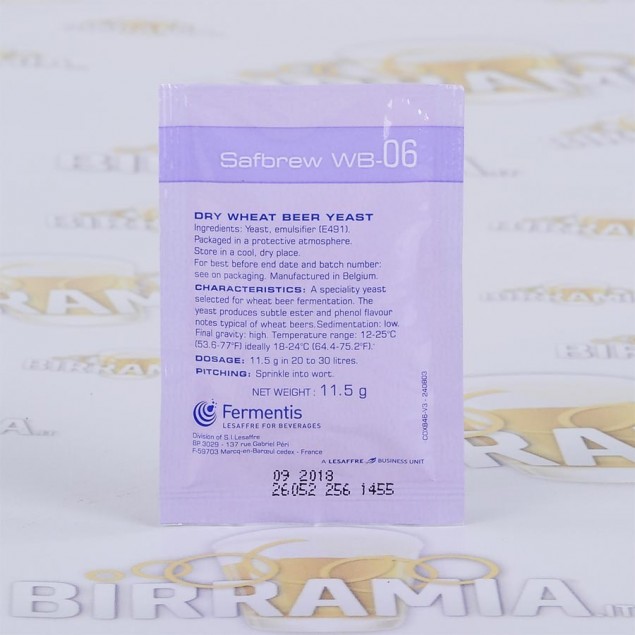 Safbrew WB-06
DRY WHEAT BEER YEAST
Ingredients: Yeast, emulsifier (E491).
Packaged in a protective atmosphere.
Store in a cool, dry place.
For best before end date and batch number:
see on packaging. Manufactured in Belgium.
CHARACTERISTICS: A speciality yeast
selected for wheat beer fermentation. The
yeast produces subtle ester and phenol flavour
notes typical of wheat beers.Sedimentation: low.
Final gravity: high. Temperature range: 12-25°C
(53.6-77°F) ideally 18-24°C (64.4-75.2°F).
DOSAGE: 11.5 g in 20 to 30 litres.
PITCHING: Sprinkle into wort.
NET WEIGHT: 11.5 g
Fermentis
LESAFFRE FOR BEVERAGES
Division of S.I.Lesaffre
BP 3029 - 137 rue Gabriel Péri
F-59703 Marcq-en-Barœul cedex - France
A LESAFFRE BUSINESS UNIT
09 2018
26052 256 1455
BIRRAMIA.IT